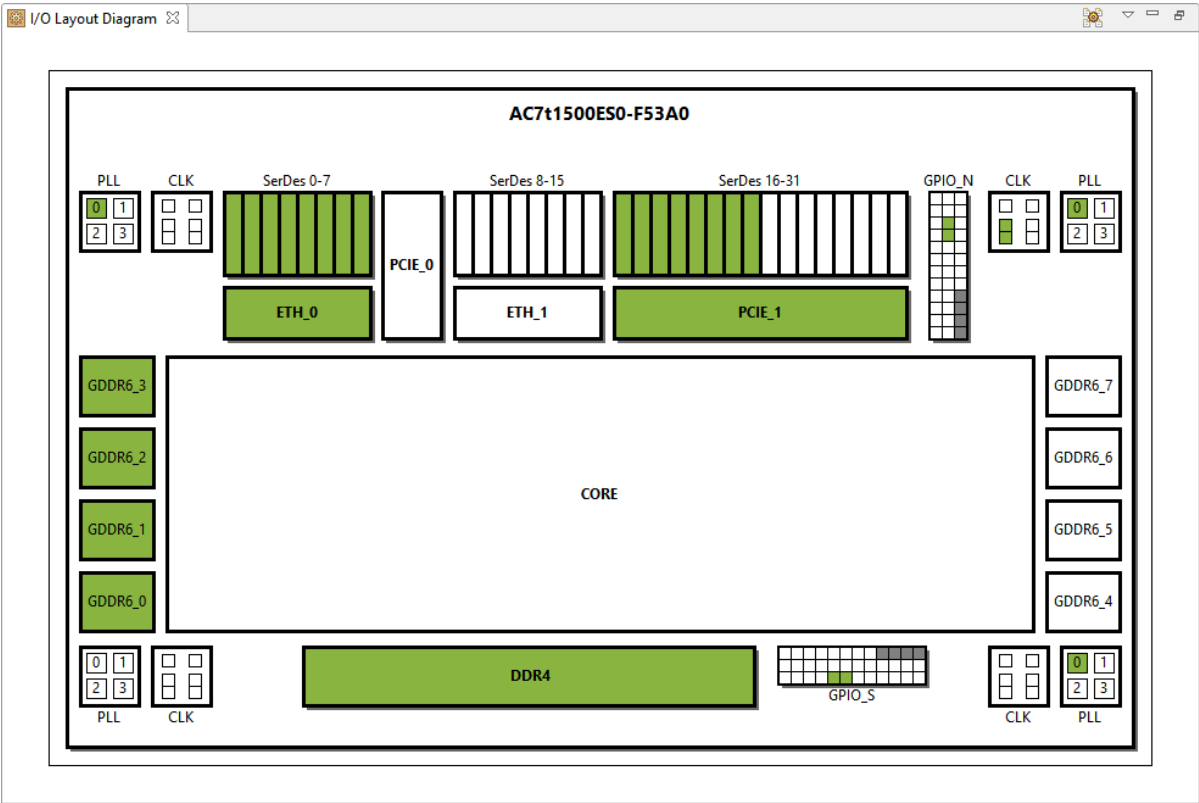 I/O Layout Diagram
AC7t1500ES0-F53A0
PLL CLK SerDes 0-7 SerDes 8-15 SerDes 16-31 GPIO_N CLK PLL
0 1 0 1
2 3 2 3
PCIE_0
ETH_0 ETH_1 PCIE_1
GDDR6_3 GDDR6_7
GDDR6_2 GDDR6_6
CORE
GDDR6_1 GDDR6_5
GDDR6_0 GDDR6_4
0 1 0 1
DDR4
2 3 2 3
GPIO_S
PLL CLK CLK PLL